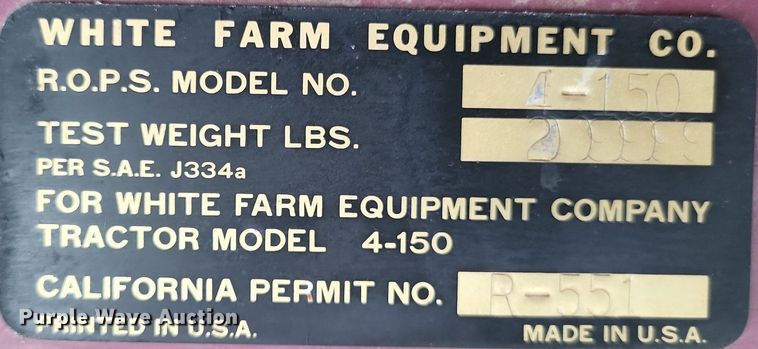 WHITE FARM EQUIPMENT CO.
R.O.P.S. MODEL NO. 4-150
TEST WEIGHT LBS.
PER S.A.E. J334a
FOR WHITE FARM EQUIPMENT COMPANY
TRACTOR MODEL 4-150
CALIFORNIA PERMIT NO. R-551
Purple Wave Auction
PRINTED IN U.S.A. MADE IN U.S.A.